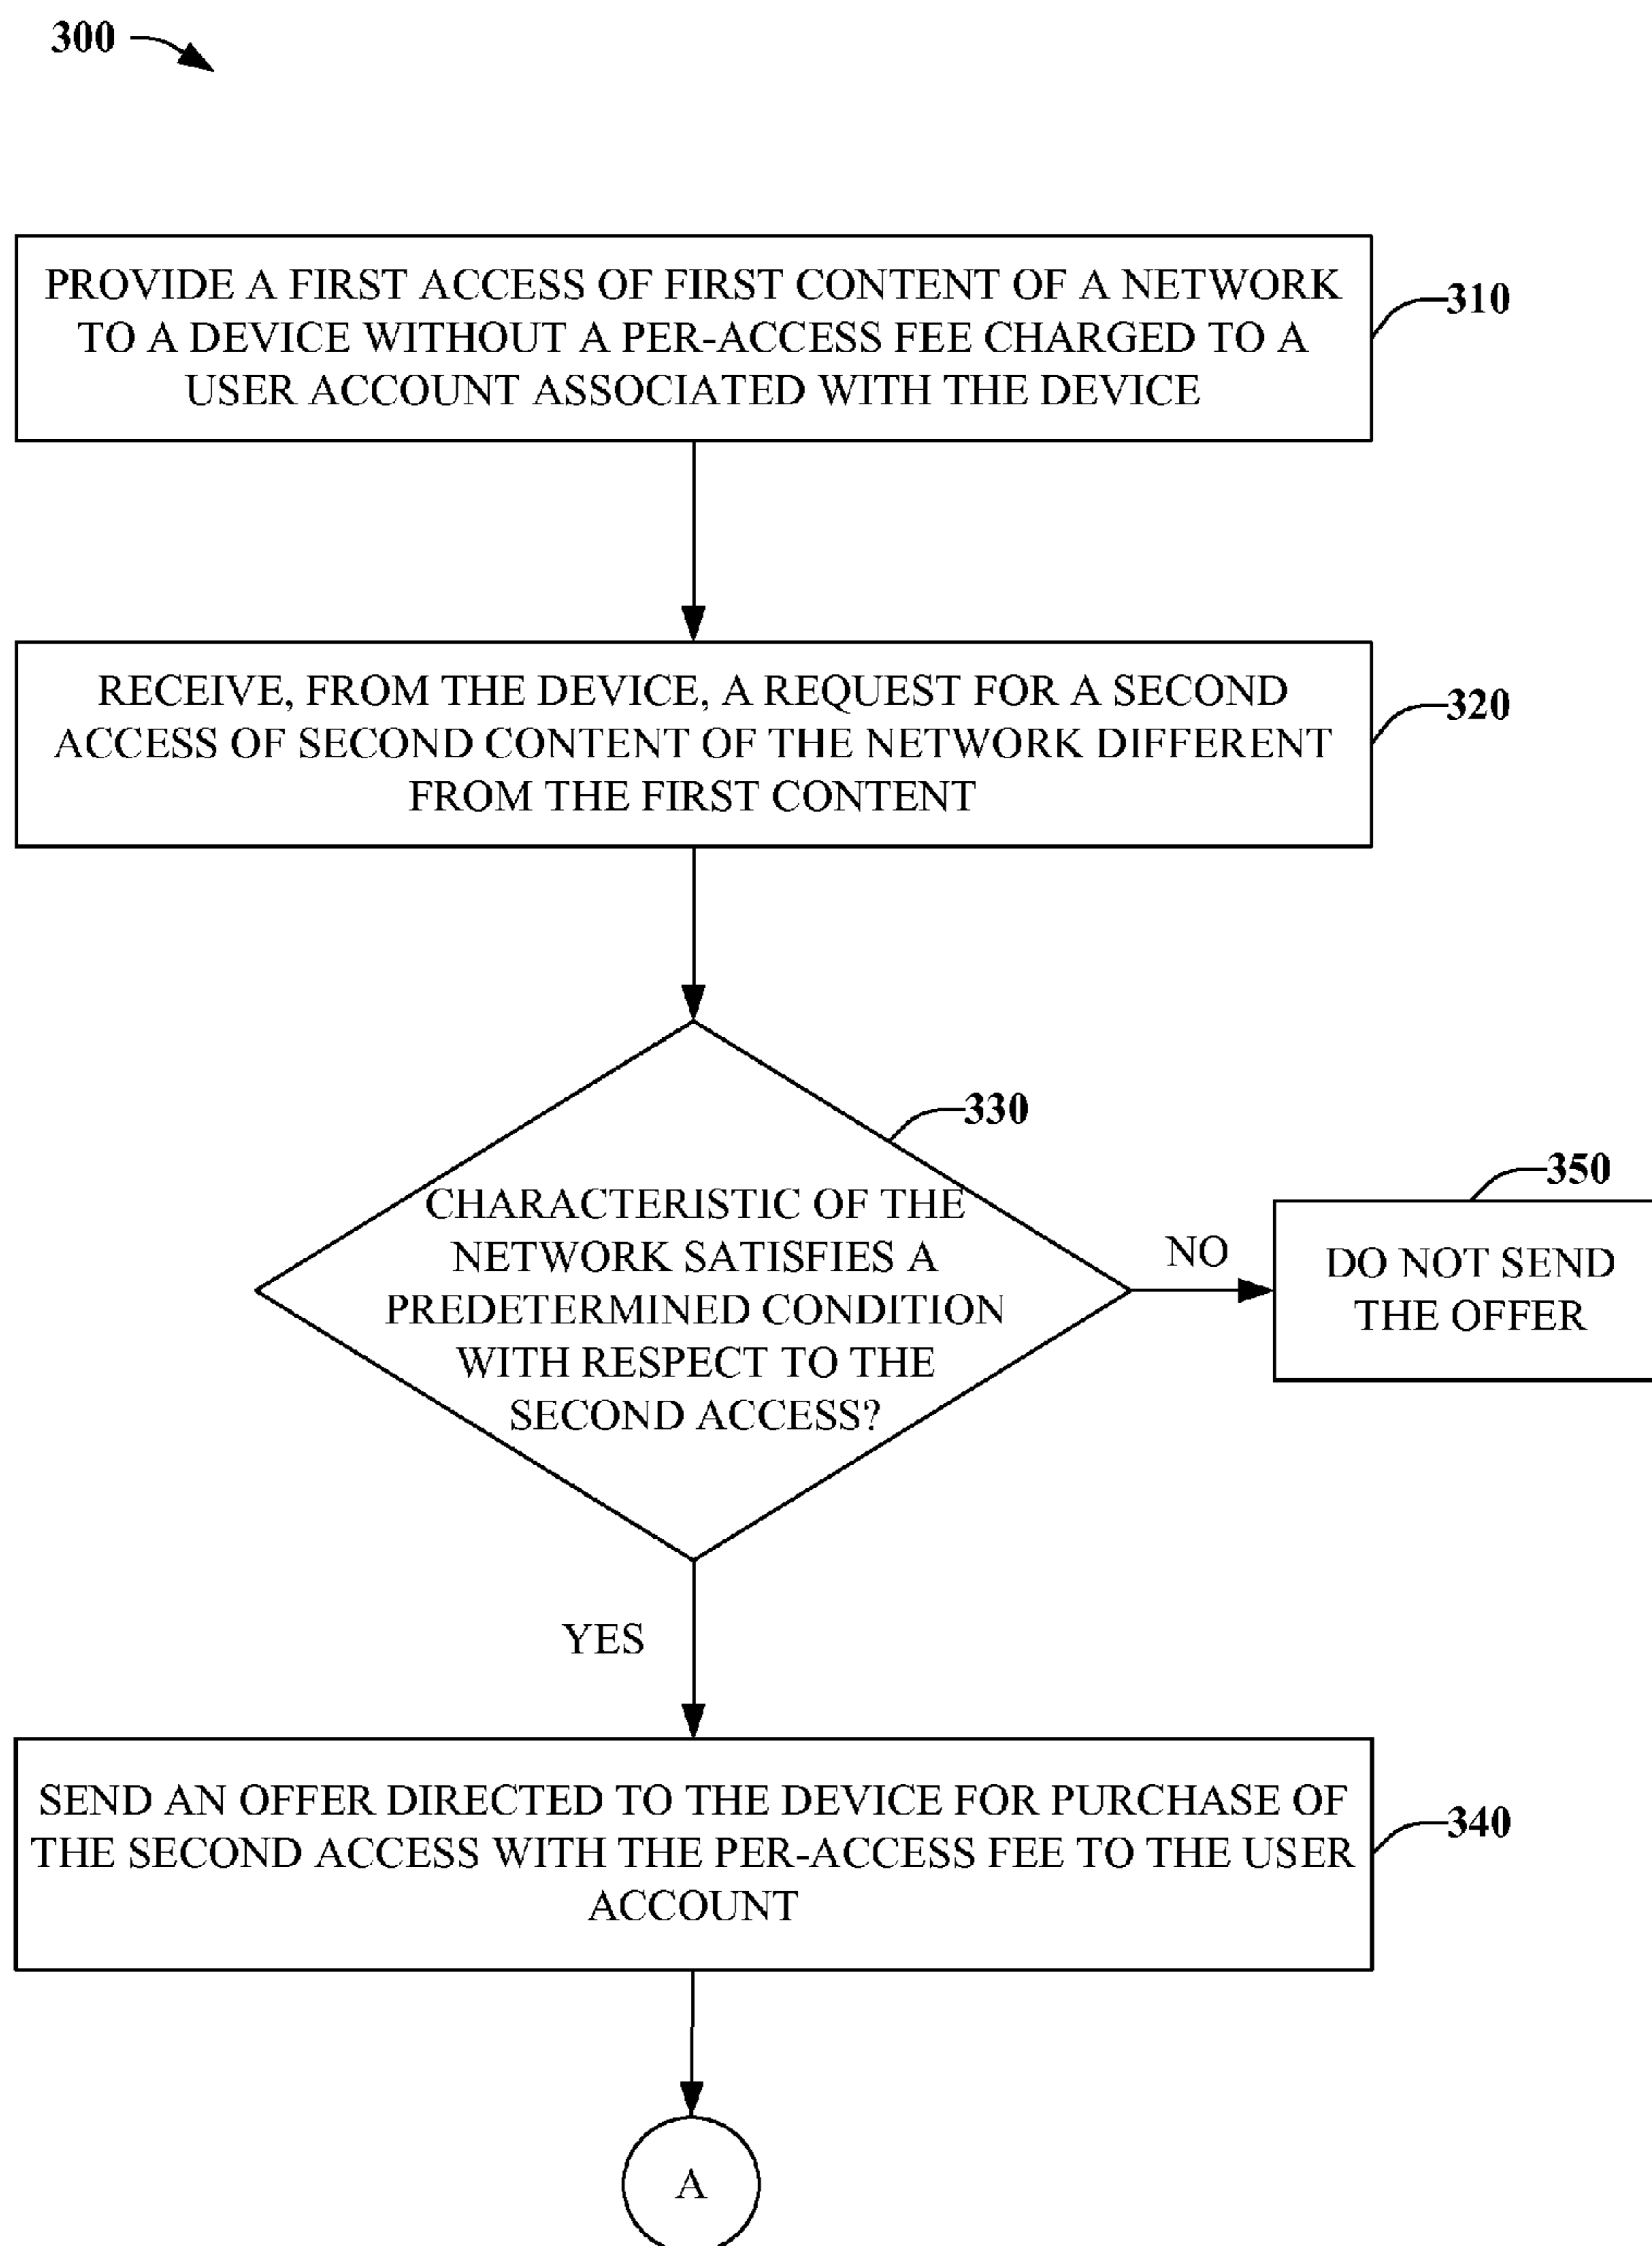 300
PROVIDE A FIRST ACCESS OF FIRST CONTENT OF A NETWORK
TO A DEVICE WITHOUT A PER-ACCESS FEE CHARGED TO A
USER ACCOUNT ASSOCIATED WITH THE DEVICE
310
RECEIVE, FROM THE DEVICE, A REQUEST FOR A SECOND
ACCESS OF SECOND CONTENT OF THE NETWORK DIFFERENT
FROM THE FIRST CONTENT
320
330
CHARACTERISTIC OF THE
NETWORK SATISFIES A
PREDETERMINED CONDITION
WITH RESPECT TO THE
SECOND ACCESS?
NO
350
DO NOT SEND
THE OFFER
YES
SEND AN OFFER DIRECTED TO THE DEVICE FOR PURCHASE OF
THE SECOND ACCESS WITH THE PER-ACCESS FEE TO THE USER
ACCOUNT
340
A